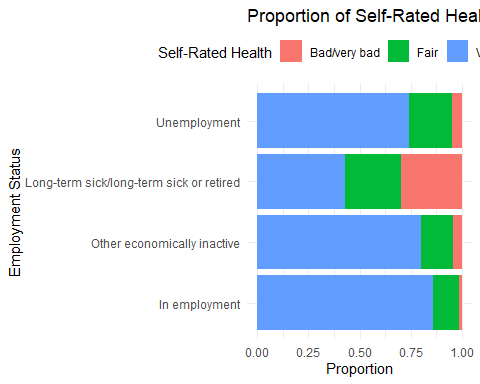 Proportion of Self-Rated Heal
Self-Rated Health Bad/very bad Fair V
Employment Status
Unemployment
Long-term sick/long-term sick or retired
Other economically inactive
In employment
0.00 0.25 0.50 0.75 1.00
Proportion